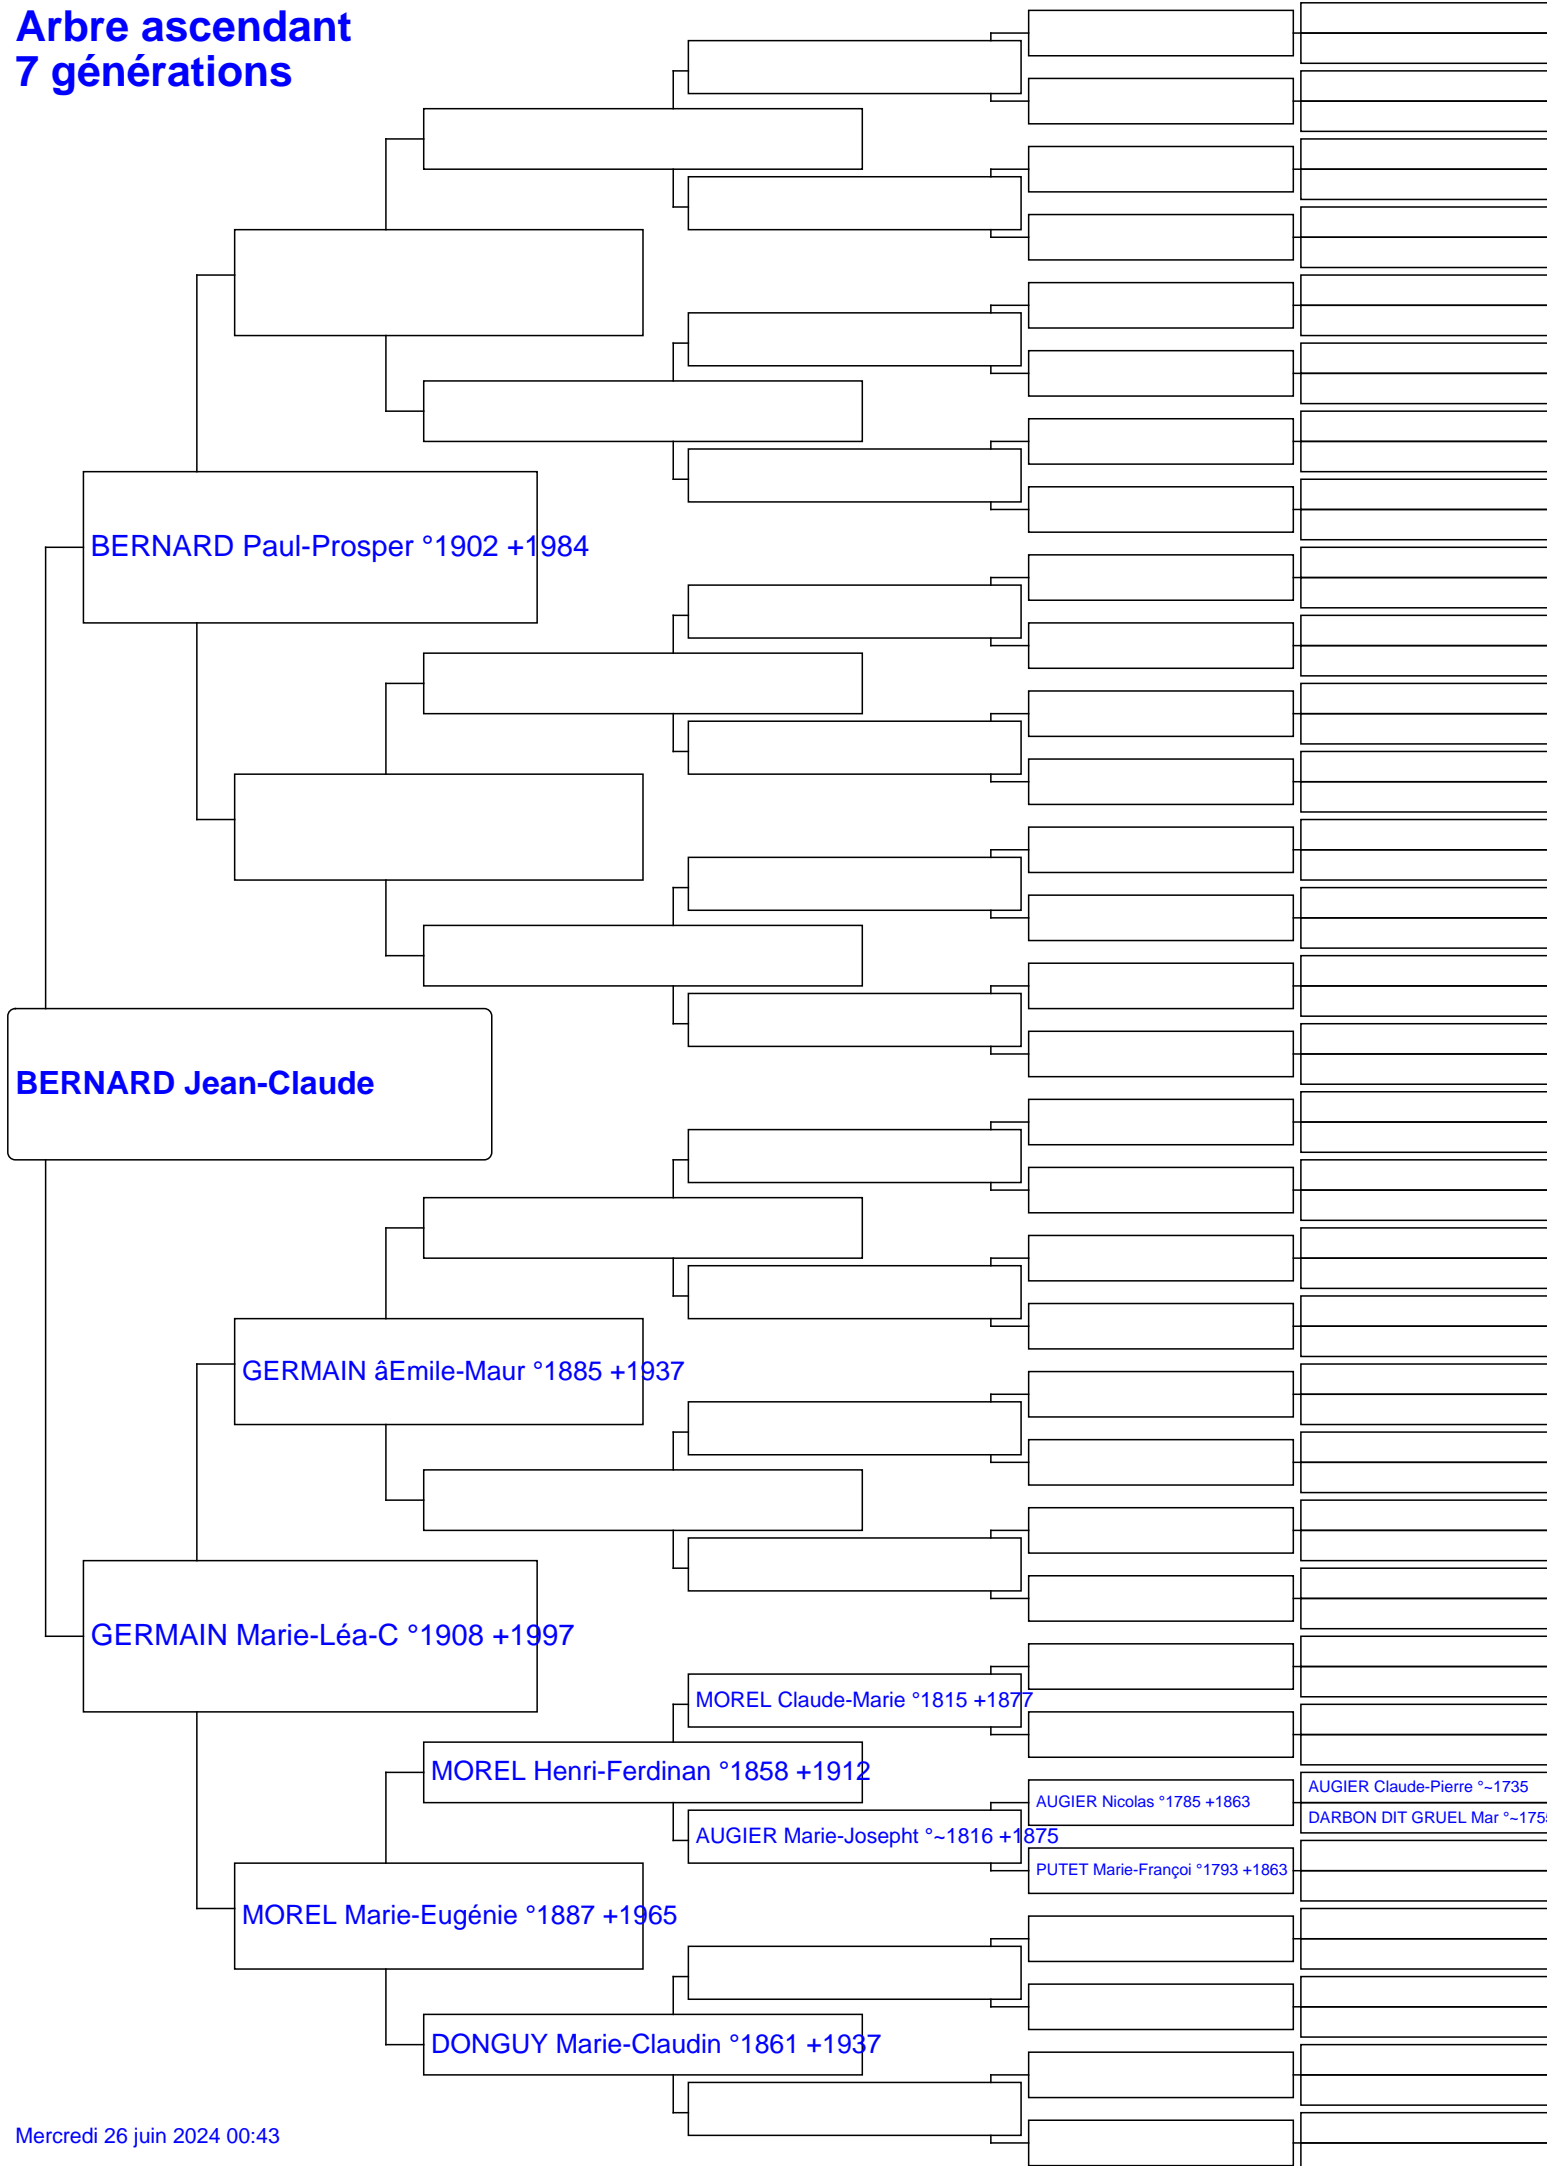 Arbre ascendant
7 générations
BERNARD Paul-Prosper °1902 +1984
BERNARD Jean-Claude
GERMAIN âEmile-Maur °1885 +1937
GERMAIN Marie-Léa-C °1908 +1997
MOREL Claude-Marie °1815 +1877
MOREL Henri-Ferdinan °1858 +1912
AUGIER Claude-Pierre °~1735
AUGIER Nicolas °1785 +1863
DARBON DIT GRUEL Mar °~1755
AUGIER Marie-Josepht °~1816 +1875
PUTET Marie-Françoi °1793 +1863
MOREL Marie-Eugénie °1887 +1965
DONGUY Marie-Claudin °1861 +1937
Mercredi 26 juin 2024 00:43